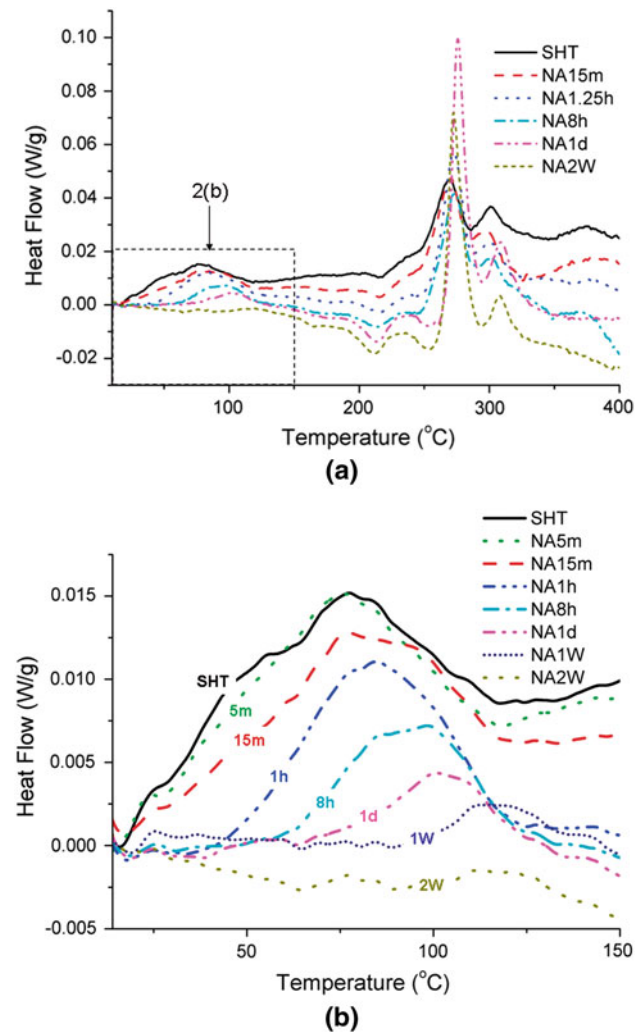 0.10
0.08
0.06
0.04
0.02
0.00
-0.02
Heat Flow (W/g)
2(b)
SHT
NA15m
NA1.25h
NA8h
NA1d
NA2W
100
200
300
400
Temperature (°C)
(a)
0.015
0.010
0.005
0.000
-0.005
Heat Flow (W/g)
SHT
NA5m
NA15m
NA1h
NA8h
NA1d
NA1W
NA2W
SHT
5m
15m
1h
8h
1d
1W
2W
50
100
150
Temperature (°C)
(b)